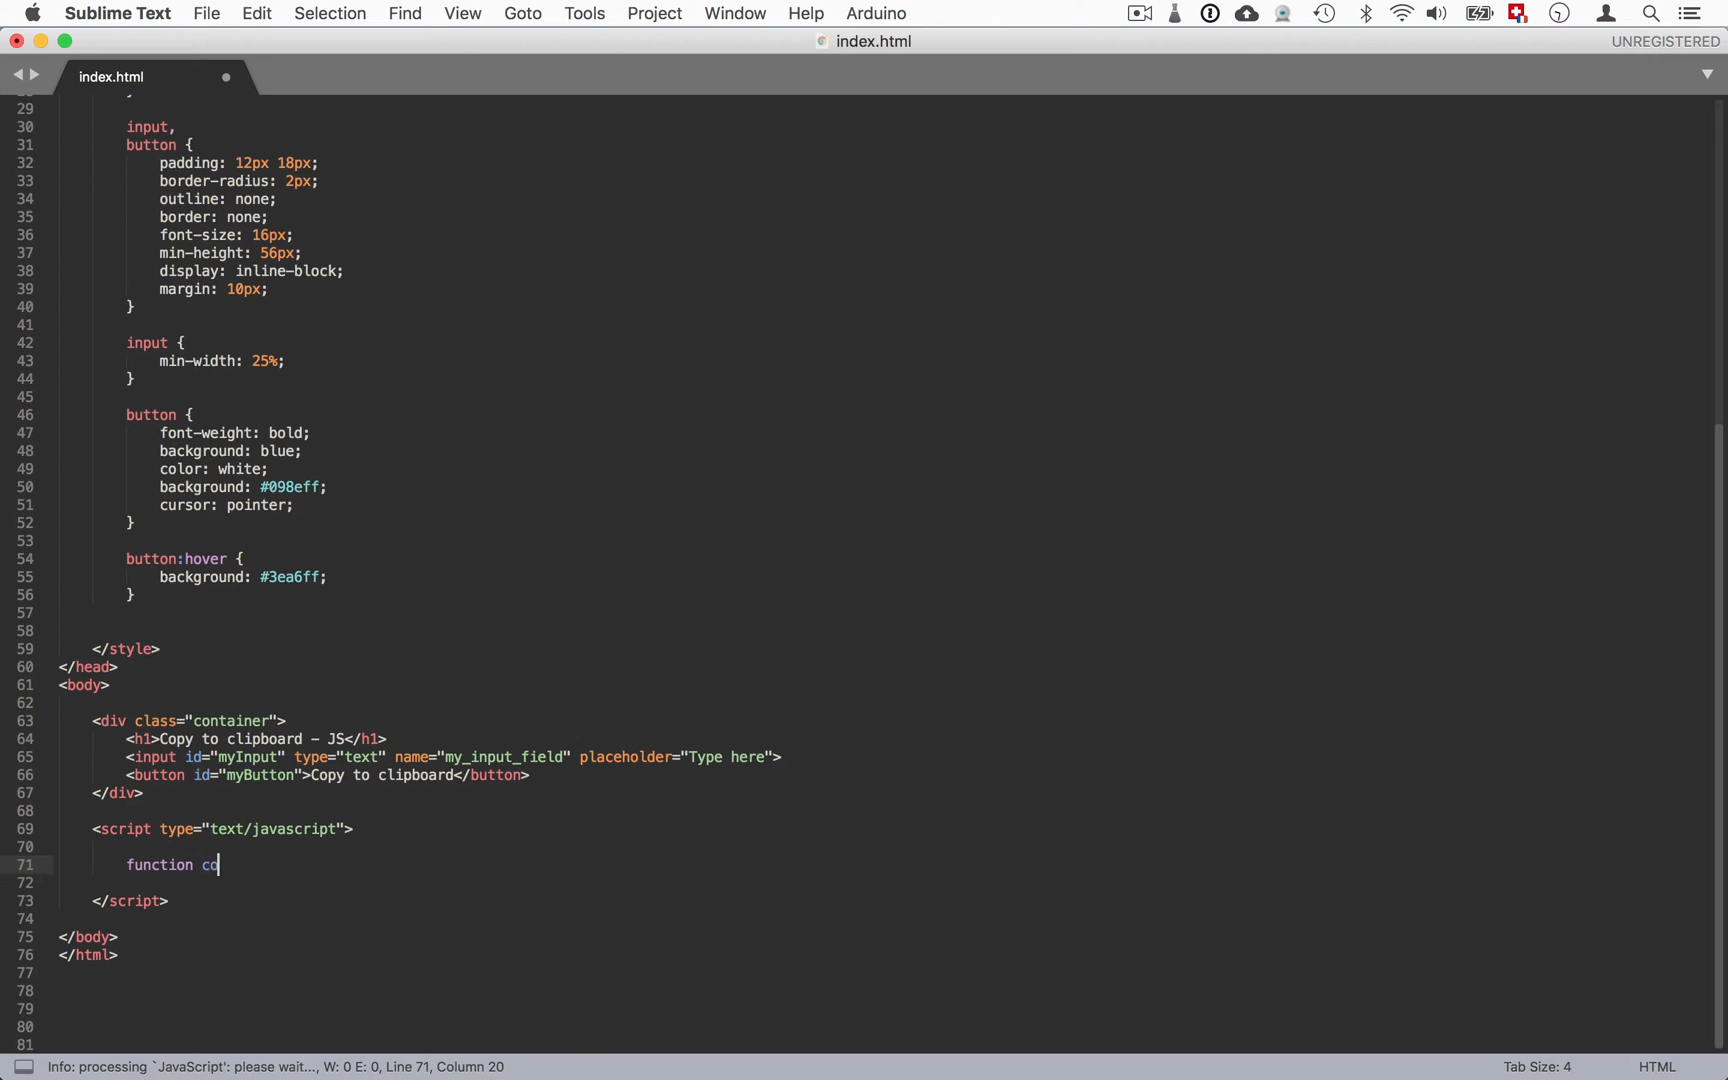 Sublime Text File Edit Selection Find View Goto Tools Project Window Help Arduino
index.html
UNREGISTERED
index.html
29
30 input,
31 button {
32 padding: 12px 18px;
33 border-radius: 2px;
34 outline: none;
35 border: none;
36 font-size: 16px;
37 min-height: 56px;
38 display: inline-block;
39 margin: 10px;
40 }
41
42 input {
43 min-width: 25%;
44 }
45
46 button {
47 font-weight: bold;
48 background: blue;
49 color: white;
50 background: #098eff;
51 cursor: pointer;
52 }
53
54 button:hover {
55 background: #3ea6ff;
56 }
57
58
59 </style>
60 </head>
61 <body>
62
63 <div class="container">
64 <h1>Copy to clipboard – JS</h1>
65 <input id="myInput" type="text" name="my_input_field" placeholder="Type here">
66 <button id="myButton">Copy to clipboard</button>
67 </div>
68
69 <script type="text/javascript">
70
71 function co
72
73 </script>
74
75 </body>
76 </html>
77
78
79
80
81
Info: processing `JavaScript': please wait..., W: 0 E: 0, Line 71, Column 20
Tab Size: 4 HTML